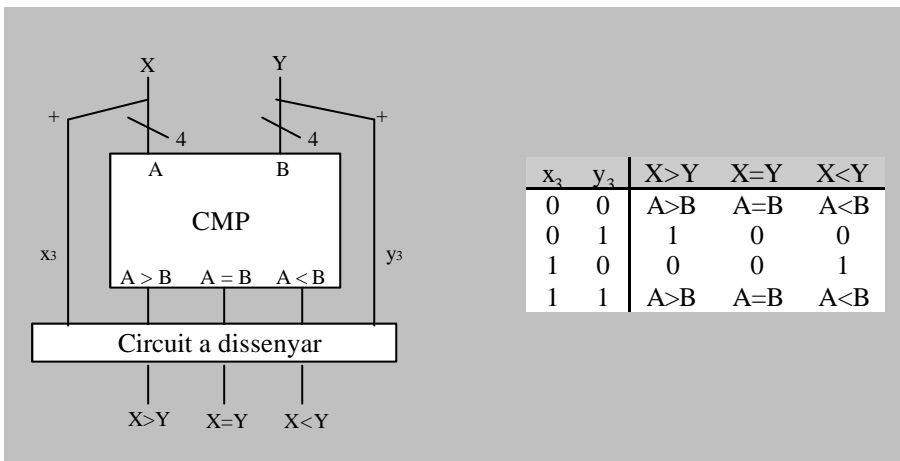 X Y
+ +
4 4
A B
CMP
x3 y3
A > B A = B A < B
Circuit a dissenyar
X>Y X=Y X<Y
x3 y3 X>Y X=Y X<Y
0 0 A>B A=B A<B
0 1 1 0 0
1 0 0 0 1
1 1 A>B A=B A<B